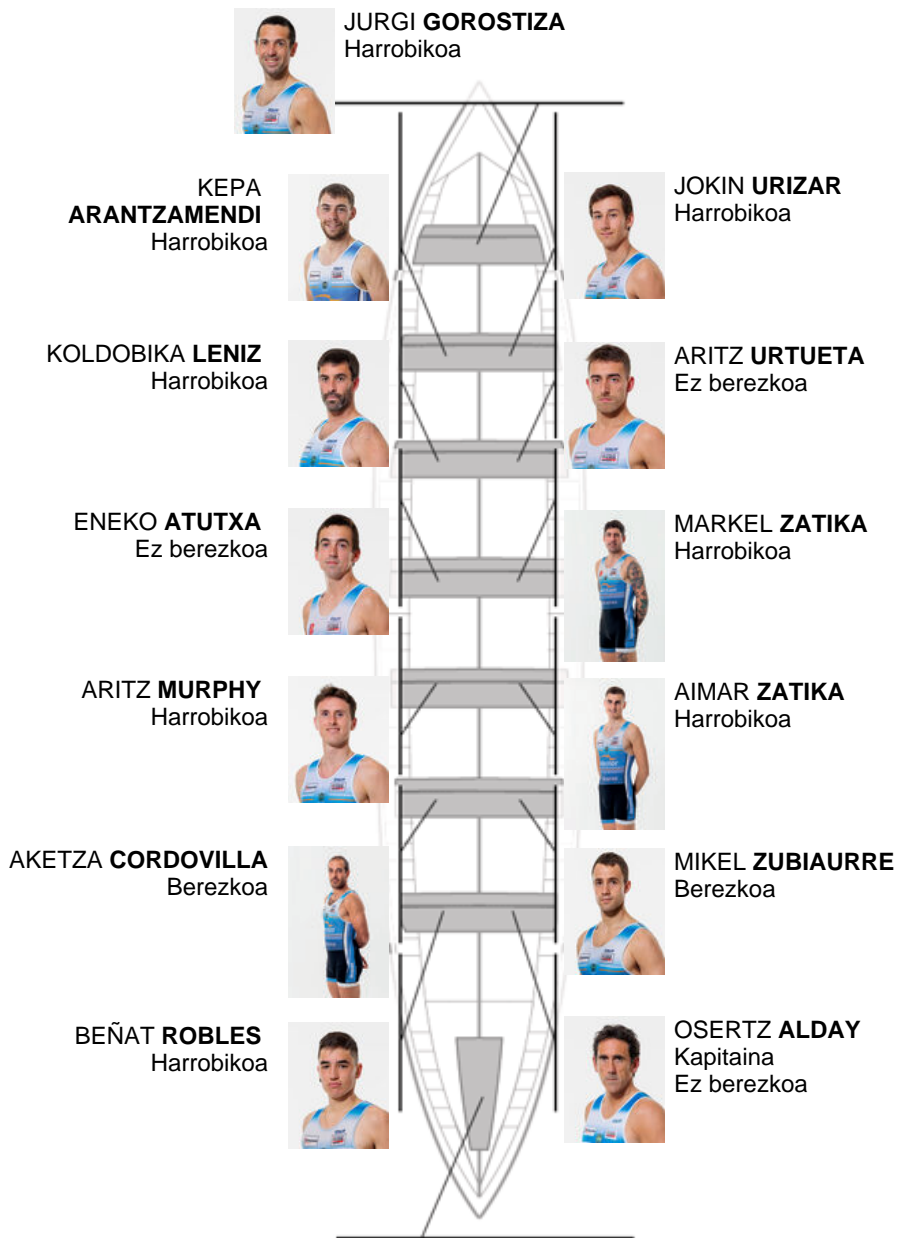 JURGI GOROSTIZA
Harrobikoa
KEPA
ARANTZAMENDI
Harrobikoa
JOKIN URIZAR
Harrobikoa
KOLDOBIKA LENIZ
Harrobikoa
ARITZ URTUETA
Ez berezkoa
ENEKO ATUTXA
Ez berezkoa
MARKEL ZATIKA
Harrobikoa
ARITZ MURPHY
Harrobikoa
AIMAR ZATIKA
Harrobikoa
AKETZA CORDOVILLA
Berezkoa
MIKEL ZUBIAURRE
Berezkoa
BEÑAT ROBLES
Harrobikoa
OSERTZ ALDAY
Kapitaina
Ez berezkoa